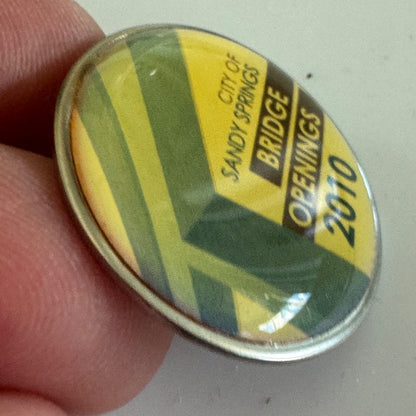 CITY OF
SANDY SPRINGS
BRIDGE
OPENINGS
2010